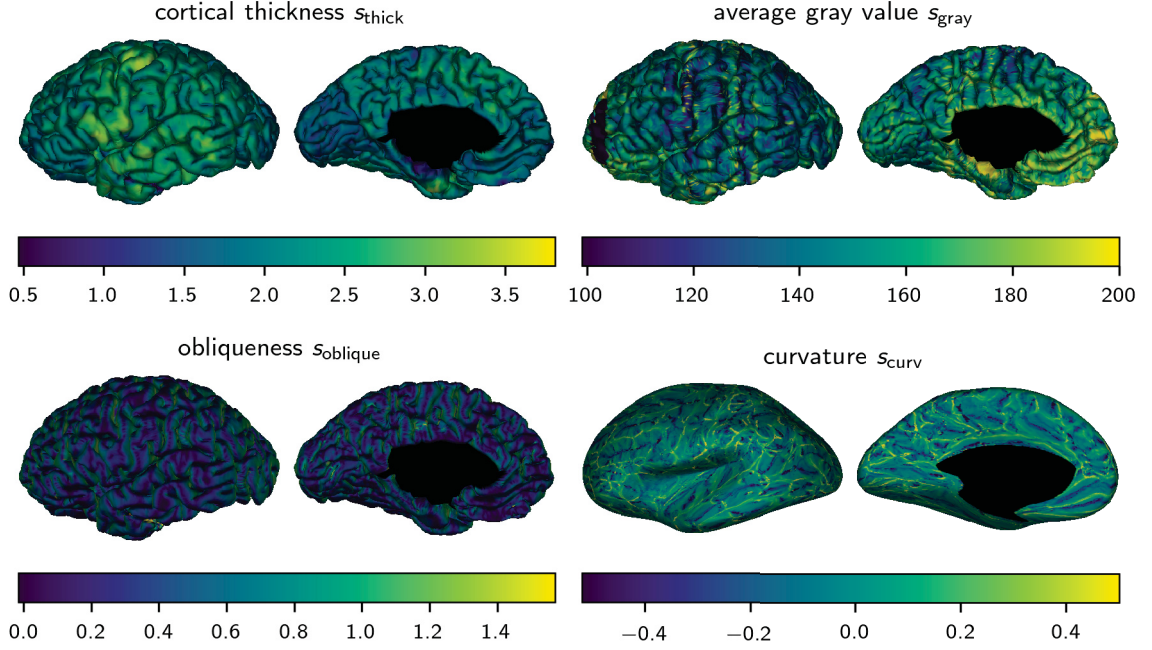 cortical thickness s_thick
average gray value s_gray
0.5 1.0 1.5 2.0 2.5 3.0 3.5
100 120 140 160 180 200
obliqueness s_oblique
curvature s_curv
0.0 0.2 0.4 0.6 0.8 1.0 1.2 1.4
−0.4 −0.2 0.0 0.2 0.4